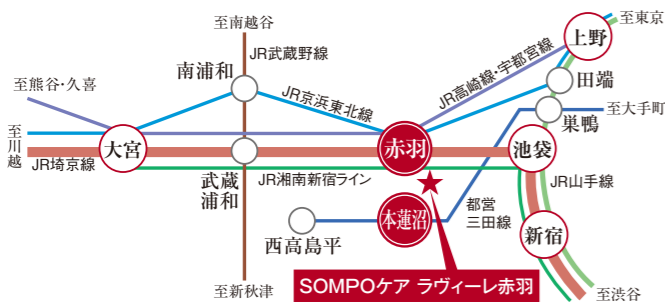 至南越谷
至東京
上野
JR武蔵野線
南浦和
JR高崎線・宇都宮線
田端
至熊谷・久喜
JR京浜東北線
至大手町
巣鴨
至川越
大宮
赤羽
池袋
JR埼京線
武蔵
浦和
JR湘南新宿ライン
JR山手線
都営
三田線
本蓮沼
西高島平
新宿
至新秋津
SOMPOケア ラヴィーレ赤羽
至渋谷